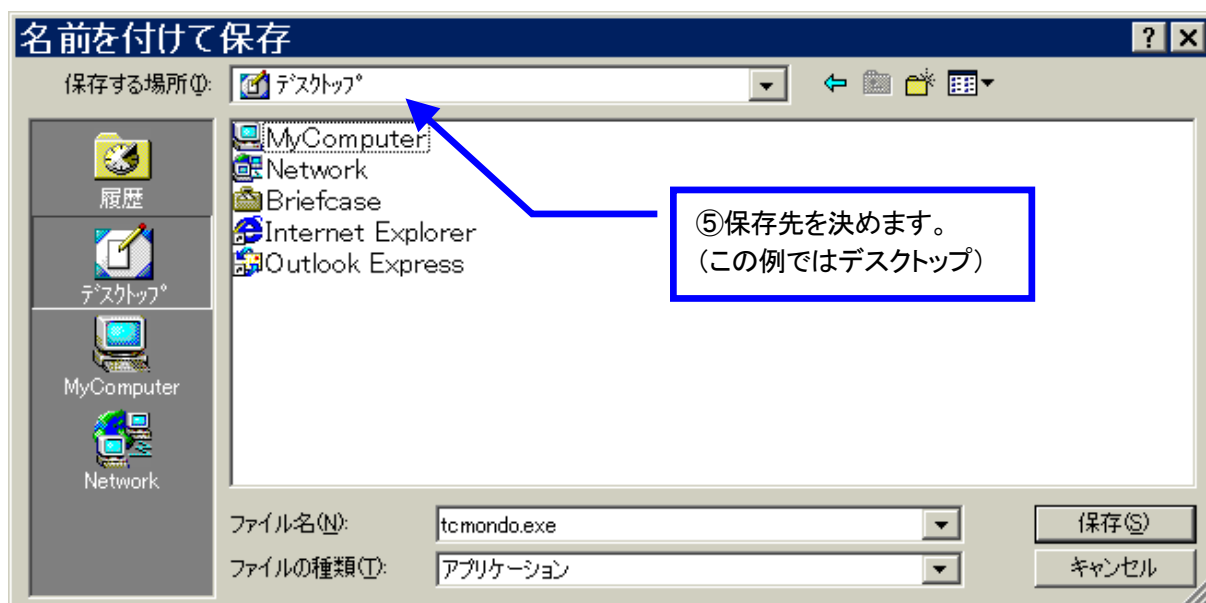 名前を付けて保存
保存する場所(I):
ﾃﾞｽｸﾄｯﾌﾟ
履歴
ﾃﾞｽｸﾄｯﾌﾟ
MyComputer
Network
MyComputer
Network
Briefcase
Internet Explorer
Outlook Express
⑤保存先を決めます。
(この例ではデスクトップ)
ファイル名(N):
tcmondo.exe
保存(S)
ファイルの種類(T):
アプリケーション
キャンセル